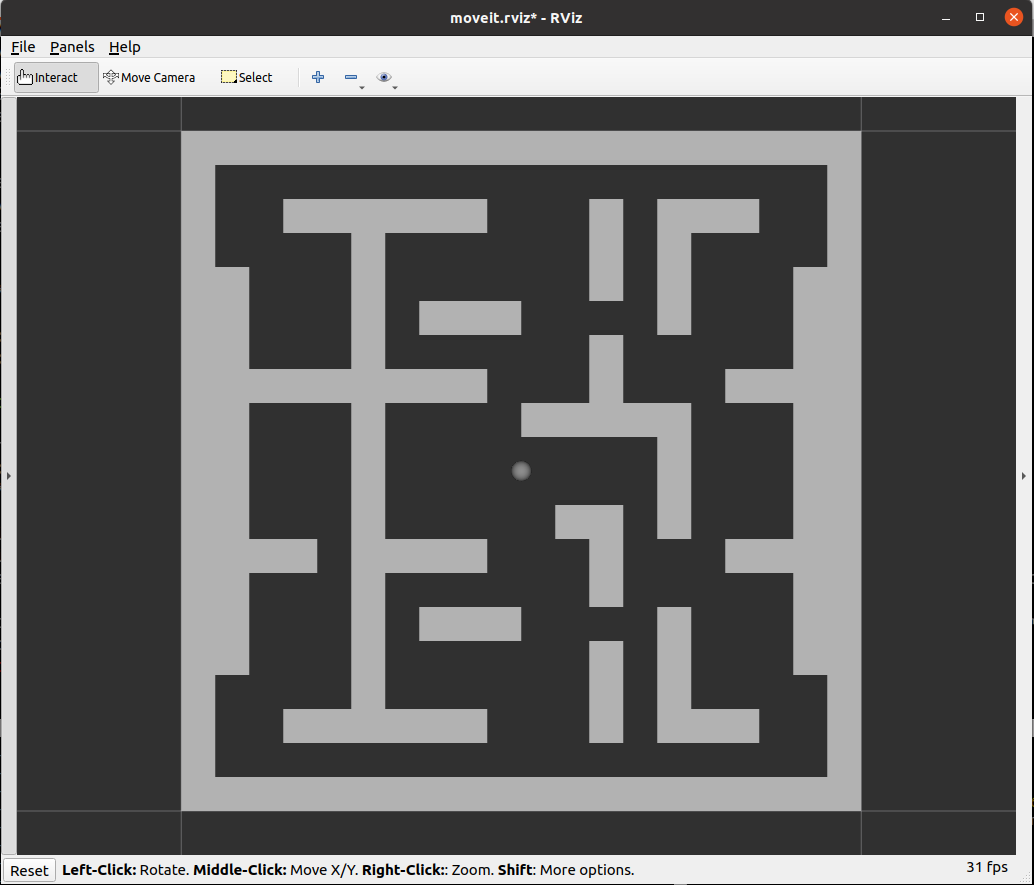 moveit.rviz* - RViz
File Panels Help
Interact Move Camera Select
Reset Left-Click: Rotate. Middle-Click: Move X/Y. Right-Click:: Zoom. Shift: More options. 31 fps